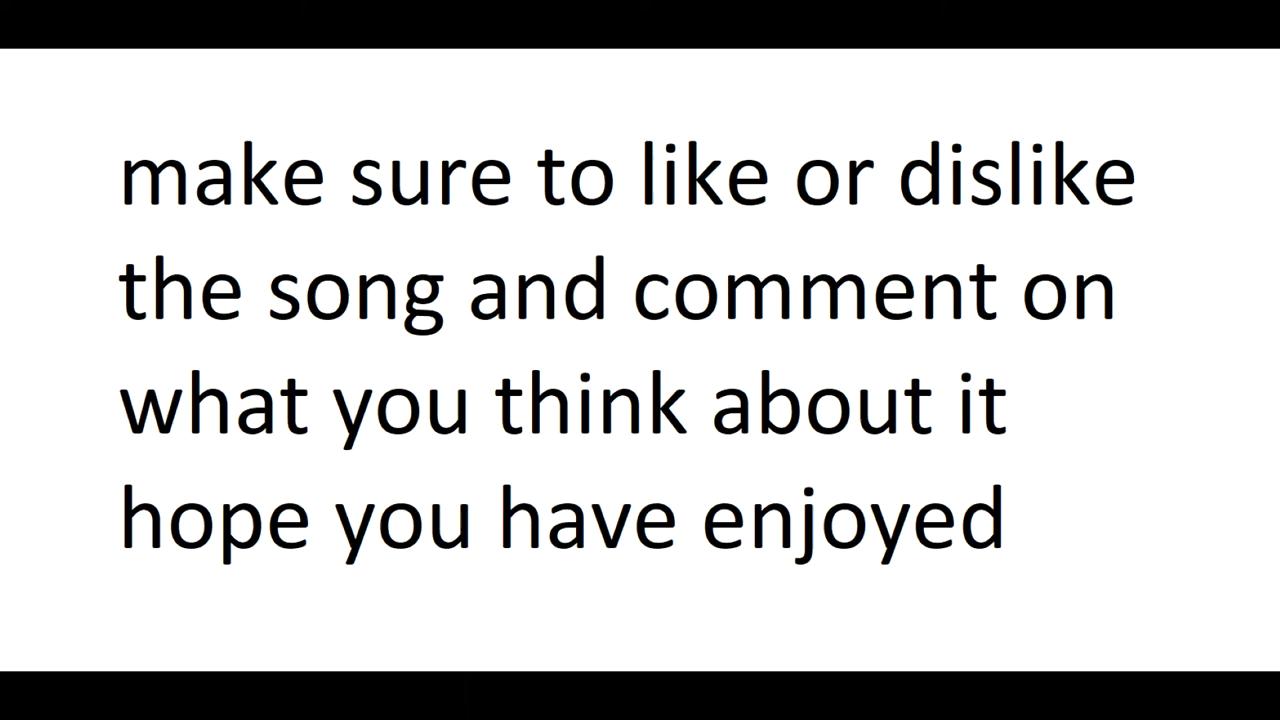 make sure to like or dislike
the song and comment on
what you think about it
hope you have enjoyed